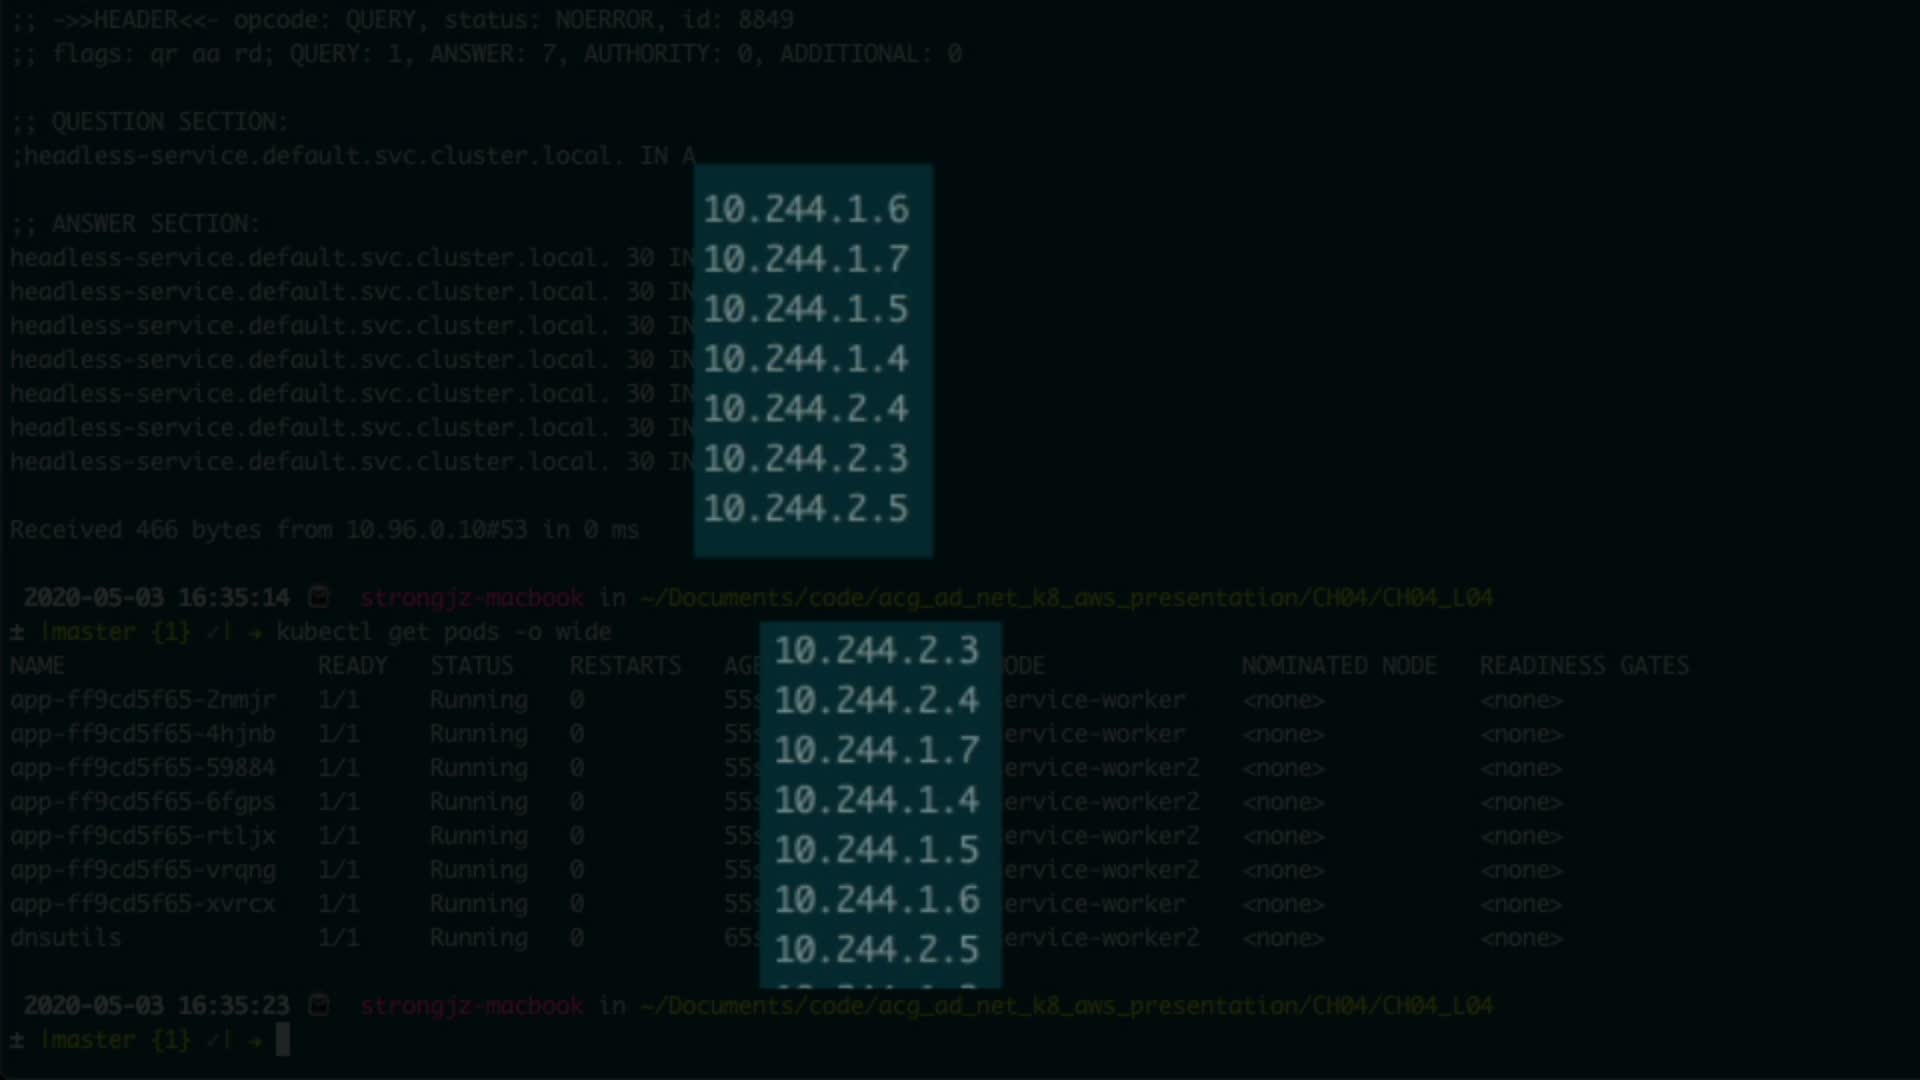 ;; ->>HEADER<<- opcode: QUERY, status: NOERROR, id: 8849
;; flags: qr aa rd; QUERY: 1, ANSWER: 7, AUTHORITY: 0, ADDITIONAL: 0
;; QUESTION SECTION:
;headless-service.default.svc.cluster.local. IN A
;; ANSWER SECTION:
headless-service.default.svc.cluster.local. 30 IN
headless-service.default.svc.cluster.local. 30 IN
headless-service.default.svc.cluster.local. 30 IN
headless-service.default.svc.cluster.local. 30 IN
headless-service.default.svc.cluster.local. 30 IN
headless-service.default.svc.cluster.local. 30 IN
headless-service.default.svc.cluster.local. 30 IN
10.244.1.6
10.244.1.7
10.244.1.5
10.244.1.4
10.244.2.4
10.244.2.3
10.244.2.5
Received 466 bytes from 10.96.0.10#53 in 0 ms
2020-05-03 16:35:14 strongjz-macbook in ~/Documents/code/acg_ad_net_k8_aws_presentation/CH04/CH04_L04
± |master {1} ✓| → kubectl get pods -o wide
NAME READY STATUS RESTARTS AGE ODE NOMINATED NODE READINESS GATES
app-ff9cd5f65-2nmjr 1/1 Running 0 55s ervice-worker <none> <none>
app-ff9cd5f65-4hjnb 1/1 Running 0 55s ervice-worker <none> <none>
app-ff9cd5f65-59884 1/1 Running 0 55s ervice-worker2 <none> <none>
app-ff9cd5f65-6fgps 1/1 Running 0 55s ervice-worker2 <none> <none>
app-ff9cd5f65-rtljx 1/1 Running 0 55s ervice-worker2 <none> <none>
app-ff9cd5f65-vrqng 1/1 Running 0 55s ervice-worker2 <none> <none>
app-ff9cd5f65-xvrcx 1/1 Running 0 55s ervice-worker <none> <none>
dnsutils 1/1 Running 0 65s ervice-worker2 <none> <none>
10.244.2.3
10.244.2.4
10.244.1.7
10.244.1.4
10.244.1.5
10.244.1.6
10.244.2.5
2020-05-03 16:35:23 strongjz-macbook in ~/Documents/code/acg_ad_net_k8_aws_presentation/CH04/CH04_L04
± |master {1} ✓| →